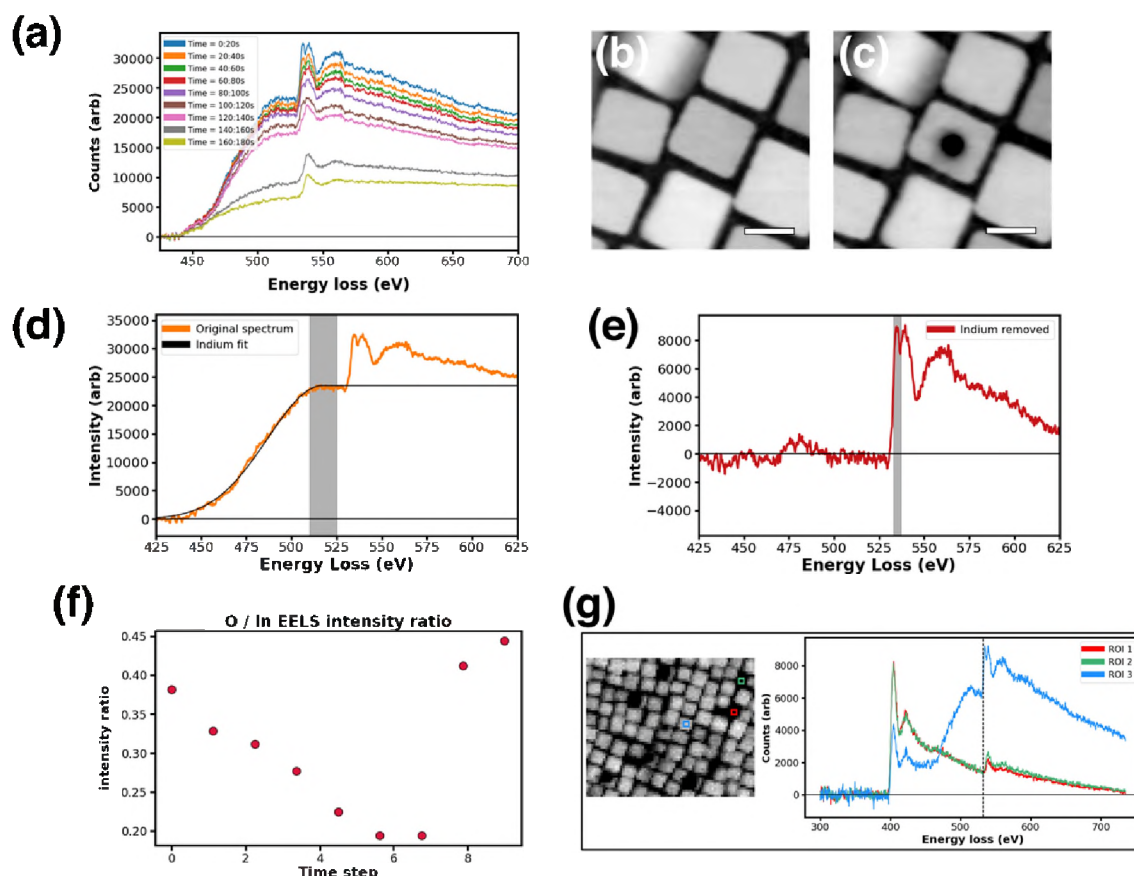 (a)
Time = 0:20s
Time = 20:40s
Time = 40:60s
Time = 60:80s
Time = 80:100s
Time = 100:120s
Time = 120:140s
Time = 140:160s
Time = 160:180s
Counts (arb)
30000
25000
20000
15000
10000
5000
0
450 500 550 600 650 700
Energy loss (eV)
(b)
(c)
(d)
Original spectrum
Indium fit
Intensity (arb)
35000
30000
25000
20000
15000
10000
5000
0
425 450 475 500 525 550 575 600 625
Energy Loss (eV)
(e)
Indium removed
Intensity (arb)
8000
6000
4000
2000
0
−2000
−4000
425 450 475 500 525 550 575 600 625
Energy Loss (eV)
(f)
O / In EELS intensity ratio
intensity ratio
0.45
0.40
0.35
0.30
0.25
0.20
0 2 4 6 8
Time step
(g)
ROI 1
ROI 2
ROI 3
Counts (arb)
8000
6000
4000
2000
0
300 400 500 600 700
Energy loss (eV)